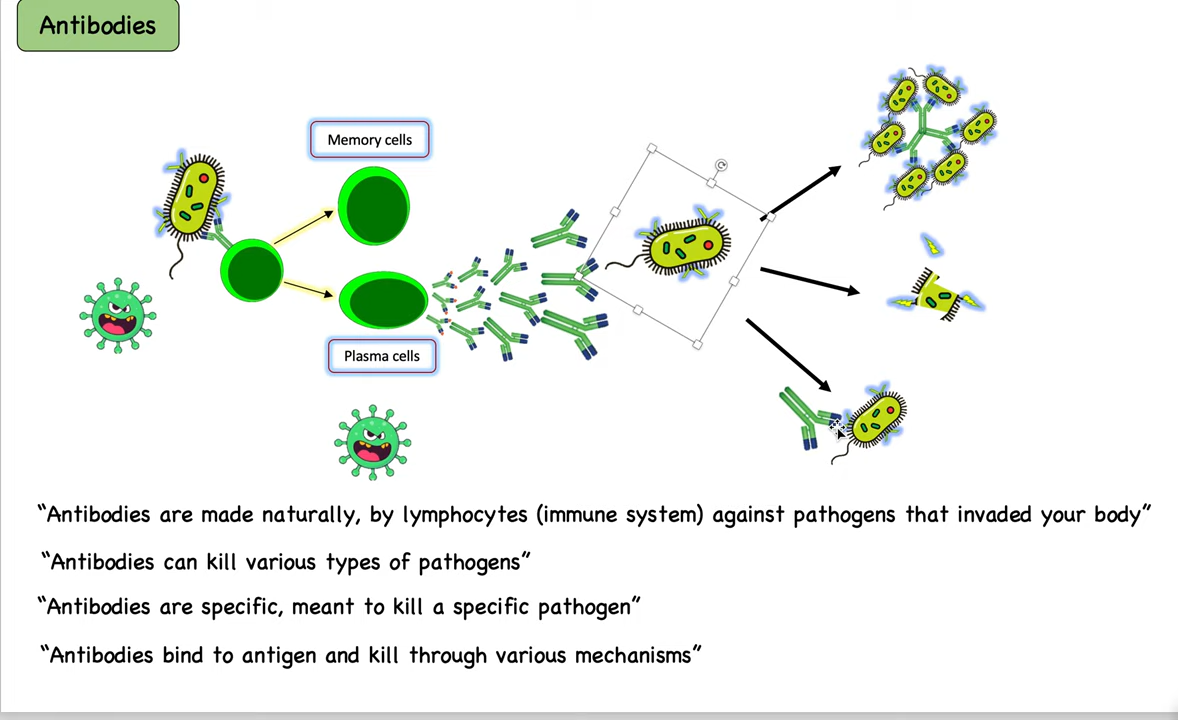 Antibodies
Memory cells
Plasma cells
“Antibodies are made naturally, by lymphocytes (immune system) against pathogens that invaded your body”
“Antibodies can kill various types of pathogens”
“Antibodies are specific, meant to kill a specific pathogen”
“Antibodies bind to antigen and kill through various mechanisms”